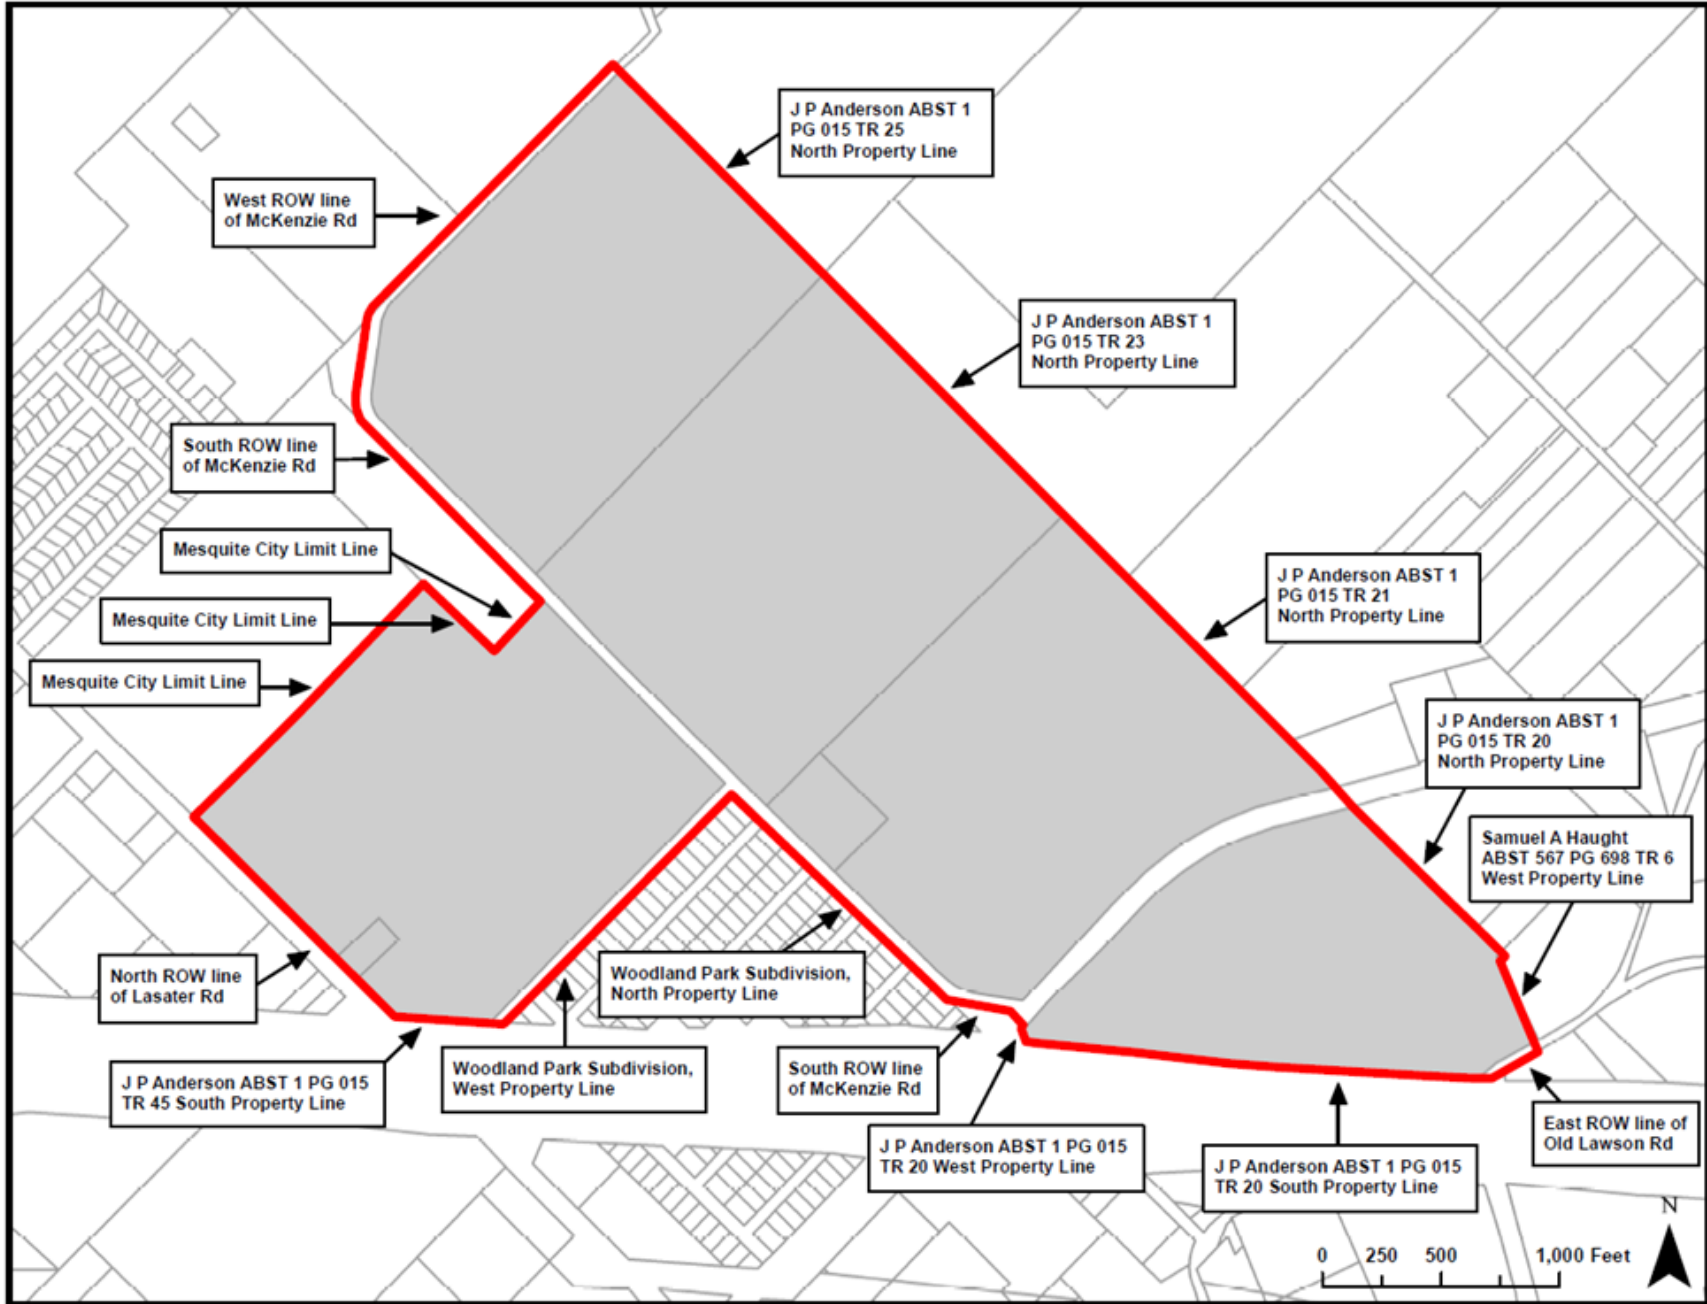 J P Anderson ABST 1
PG 015 TR 25
North Property Line
West ROW line
of McKenzie Rd
J P Anderson ABST 1
PG 015 TR 23
North Property Line
South ROW line
of McKenzie Rd
Mesquite City Limit Line
J P Anderson ABST 1
PG 015 TR 21
North Property Line
Mesquite City Limit Line
Mesquite City Limit Line
J P Anderson ABST 1
PG 015 TR 20
North Property Line
Samuel A Haught
ABST 567 PG 698 TR 6
West Property Line
North ROW line
of Lasater Rd
Woodland Park Subdivision,
North Property Line
J P Anderson ABST 1 PG 015
TR 45 South Property Line
Woodland Park Subdivision,
West Property Line
South ROW line
of McKenzie Rd
J P Anderson ABST 1 PG 015
TR 20 West Property Line
J P Anderson ABST 1 PG 015
TR 20 South Property Line
East ROW line of
Old Lawson Rd
N
0 250 500 1,000 Feet